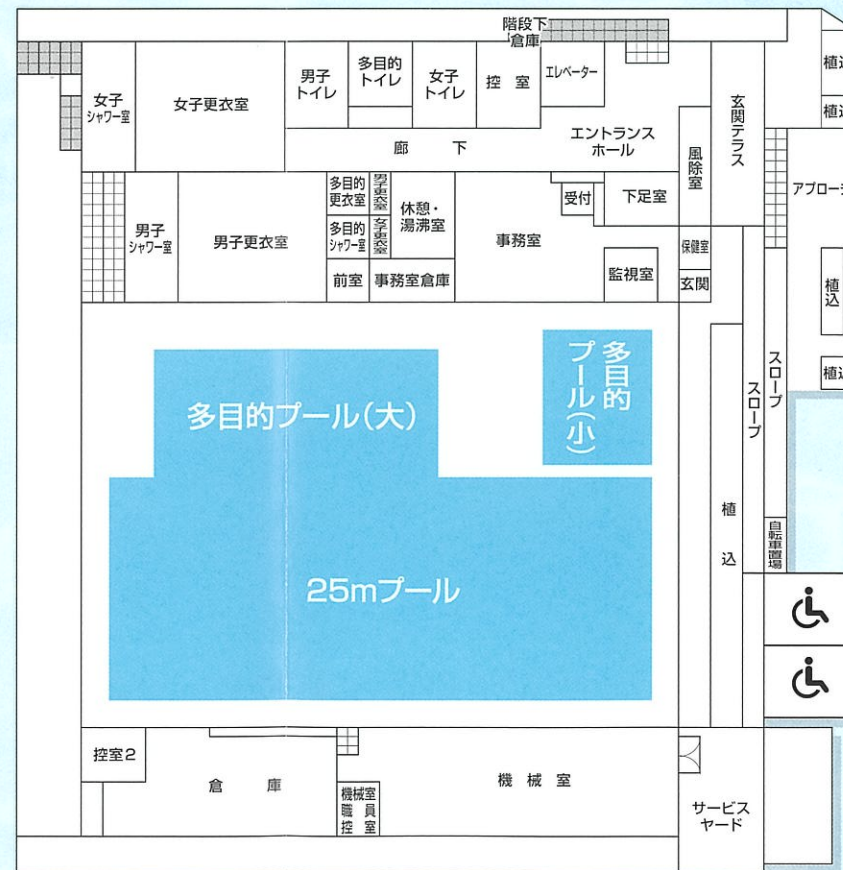 階段下
倉庫
女子
シャワー室
女子更衣室
男子
トイレ
多目的
トイレ
女子
トイレ
控 室
エレベーター
玄関テラス
植込
植込
廊 下
エントランス
ホール
風除室
アプローチ
男子
シャワー室
男子更衣室
多目的
更衣室
男子更衣室
多目的
シャワー室
女子更衣室
休憩・
湯沸室
前室
事務室倉庫
事務室
受付
下足室
監視室
保健室
玄関
植込
植込
スロープ
スロープ
多目的プール(大)
多目的
プール(小)
25mプール
植込
自転車置場
控室2
倉 庫
機械室
職員
控室
機 械 室
サービス
ヤード